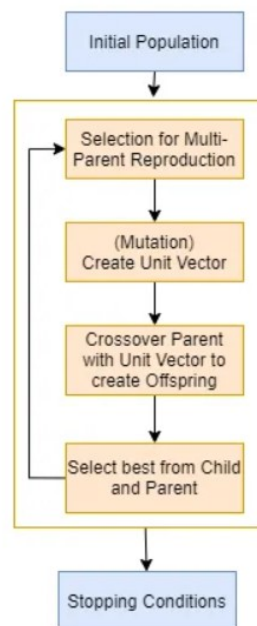 Initial Population
Selection for Multi-
Parent Reproduction
(Mutation)
Create Unit Vector
Crossover Parent
with Unit Vector to
create Offspring
Select best from Child
and Parent
Stopping Conditions